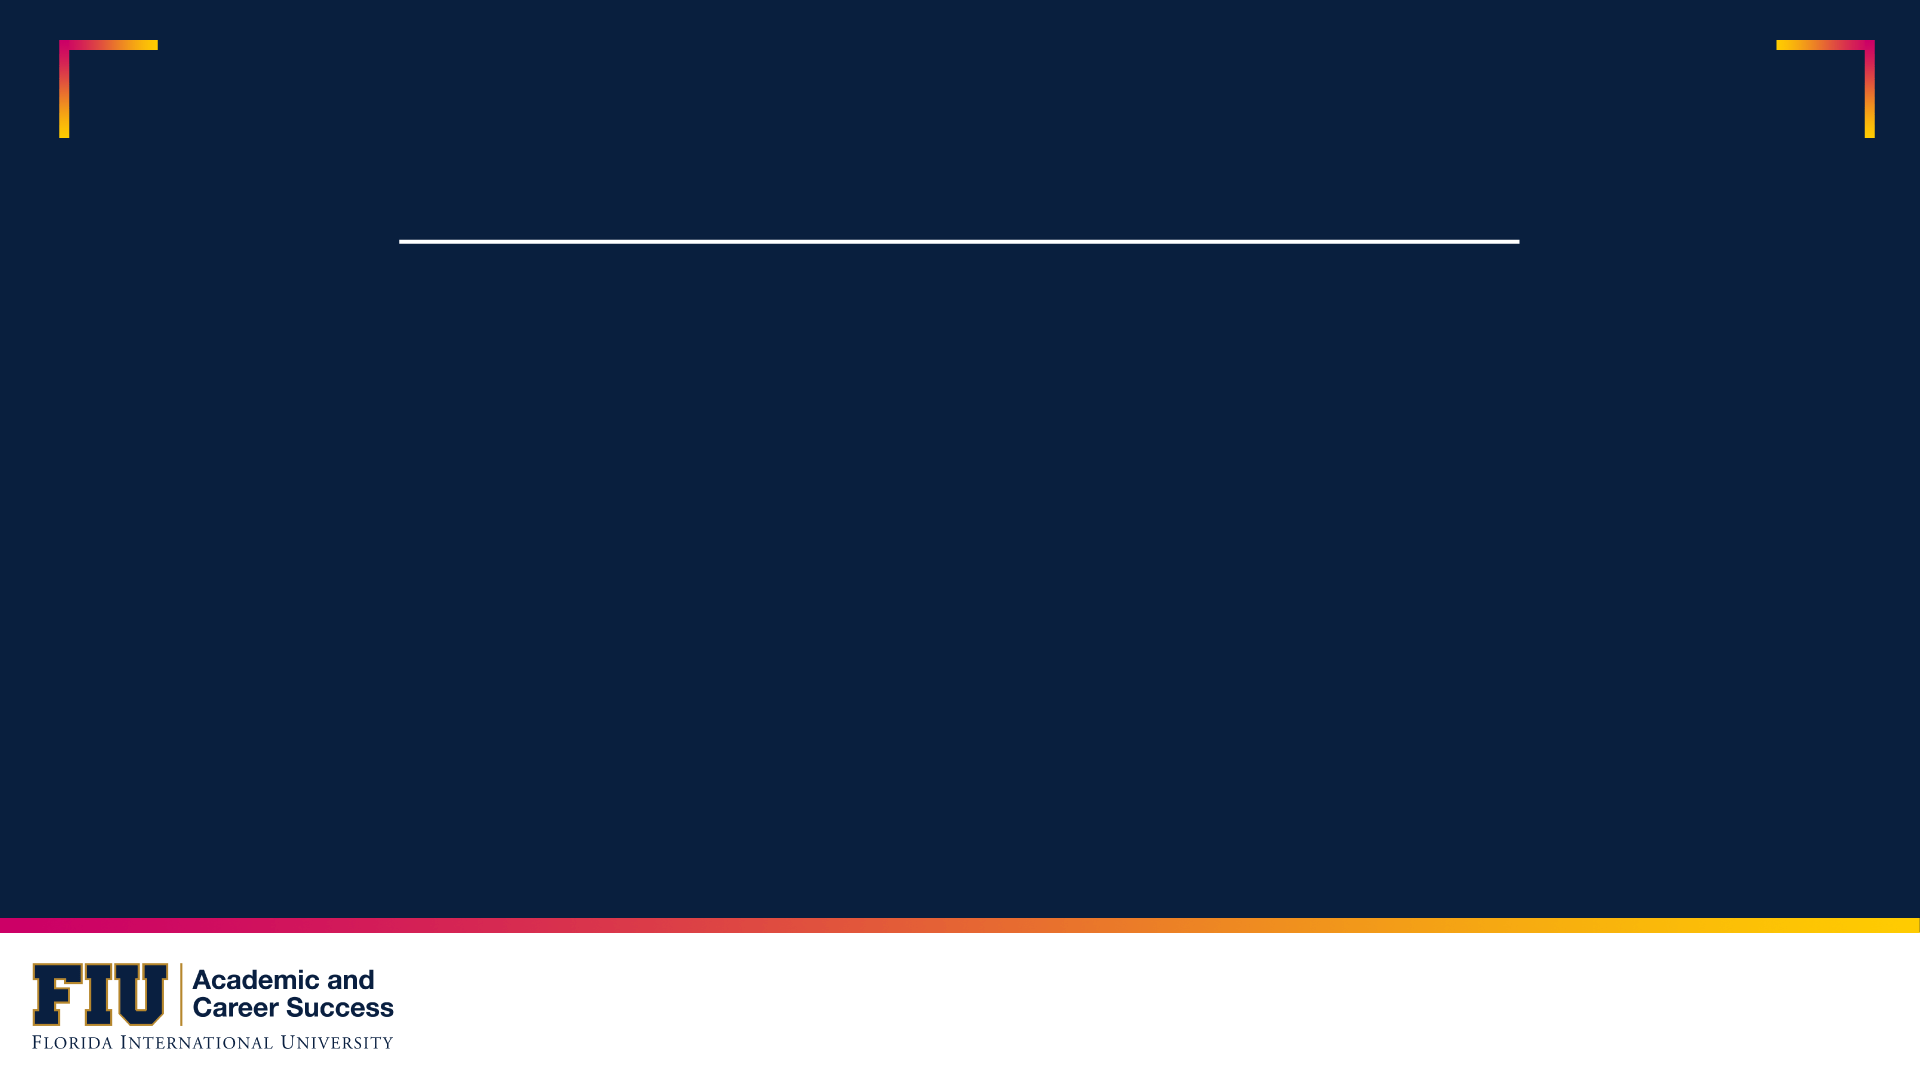 FIU
Academic and
Career Success
FLORIDA INTERNATIONAL UNIVERSITY